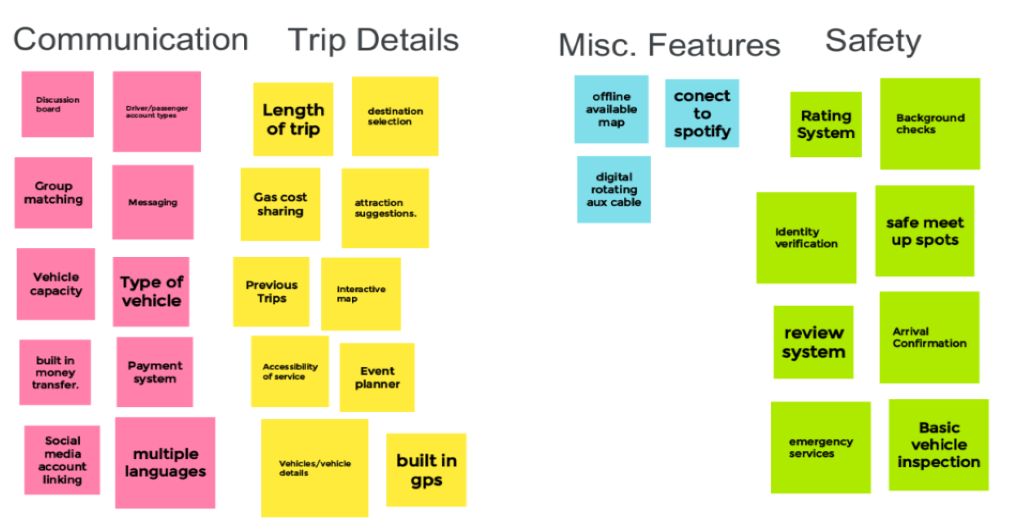 Communication
Discussion
board
Driver/passenger
account types
Group
matching
Messaging
Vehicle
capacity
Type of
vehicle
built in
money
transfer.
Payment
system
Social
media
account
linking
multiple
languages
Trip Details
Length
of trip
destination
selection
Gas cost
sharing
attraction
suggestions.
Previous
Trips
Interactive
map
Accessibility
of service
Event
planner
Vehicles/vehicle
details
built in
gps
Misc. Features
offline
available
map
conect
to
spotify
digital
rotating
aux cable
Safety
Rating
System
Background
checks
Identity
verification
safe meet
up spots
review
system
Arrival
Confirmation
emergency
services
Basic
vehicle
inspection